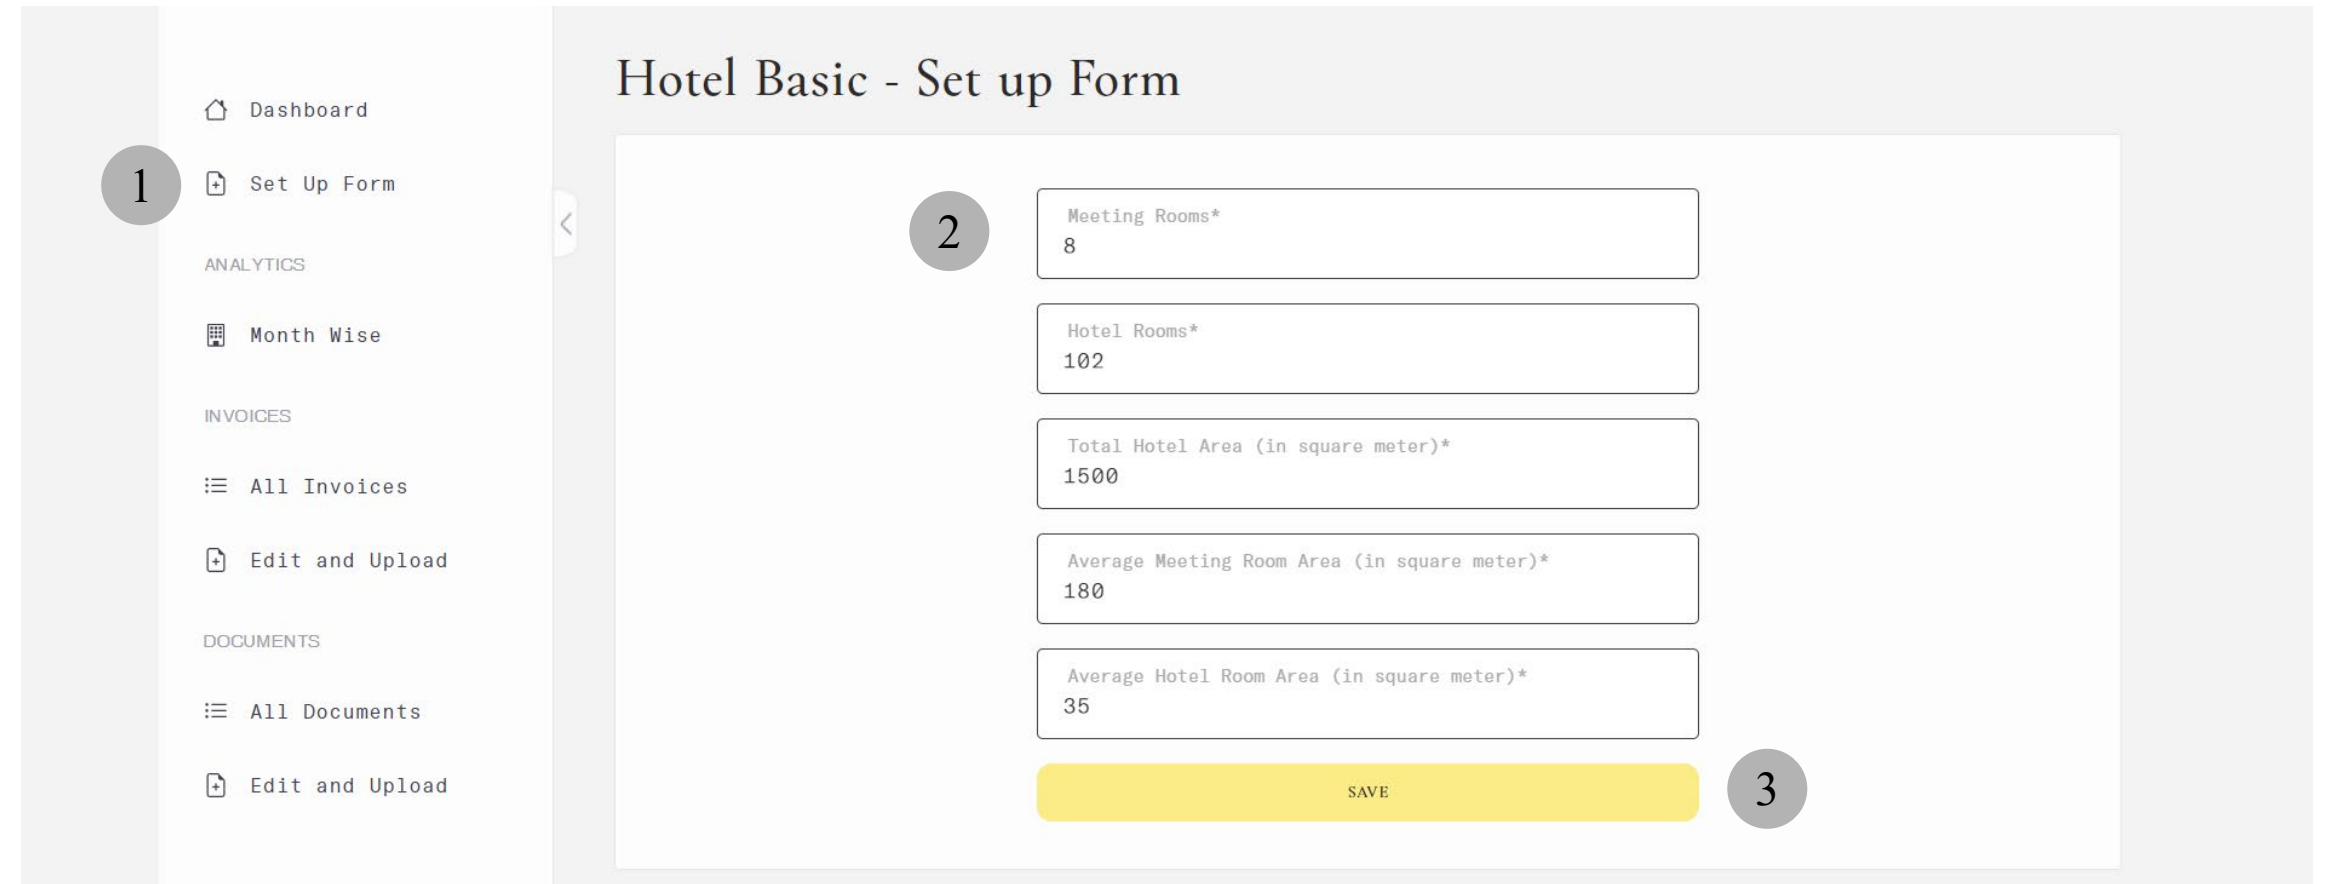 Dashboard
1
Set Up Form
ANALYTICS
Month Wise
INVOICES
All Invoices
Edit and Upload
DOCUMENTS
All Documents
Edit and Upload
Hotel Basic - Set up Form
2
Meeting Rooms*
8
Hotel Rooms*
102
Total Hotel Area (in square meter)*
1500
Average Meeting Room Area (in square meter)*
180
Average Hotel Room Area (in square meter)*
35
SAVE
3